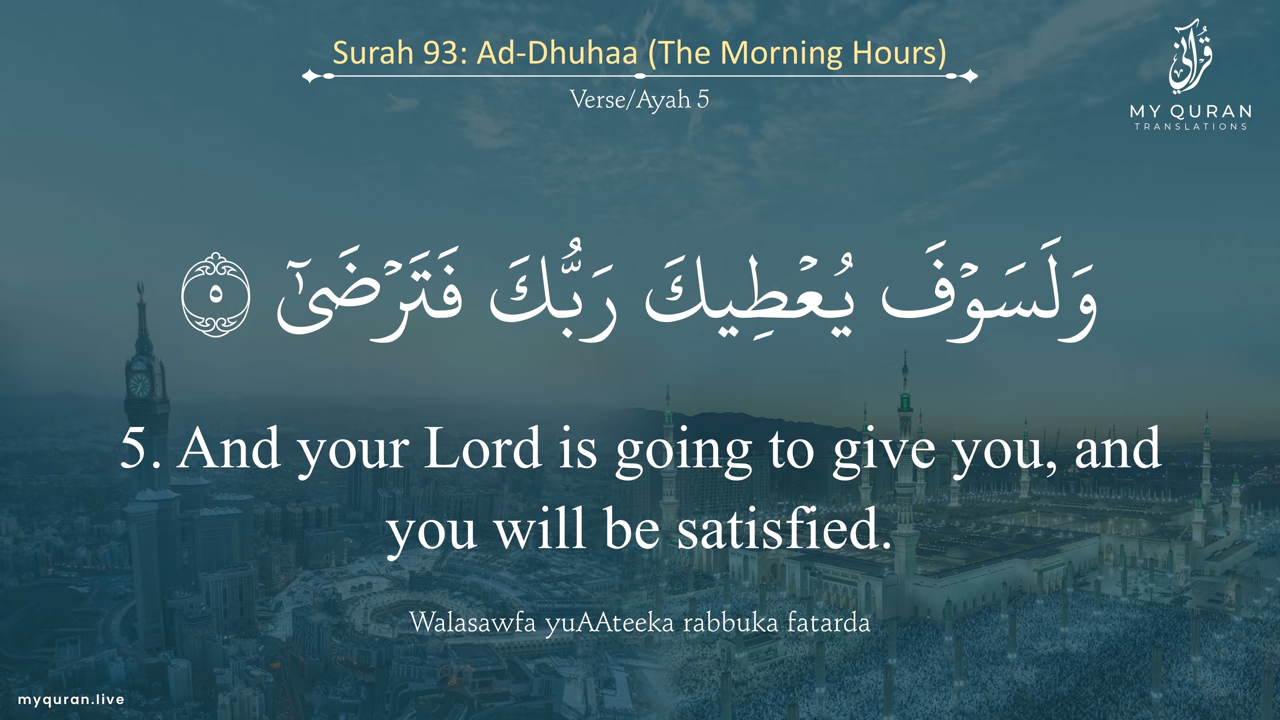 Surah 93: Ad-Dhuhaa (The Morning Hours)
Verse/Ayah 5
قُرْآنِي
MY QURAN
TRANSLATIONS
وَلَسَوْفَ يُعْطِيكَ رَبُّكَ فَتَرْضَىٰٓ ٥
5. And your Lord is going to give you, and
you will be satisfied.
Walasawfa yuAAteeka rabbuka fatarda
myquran.live